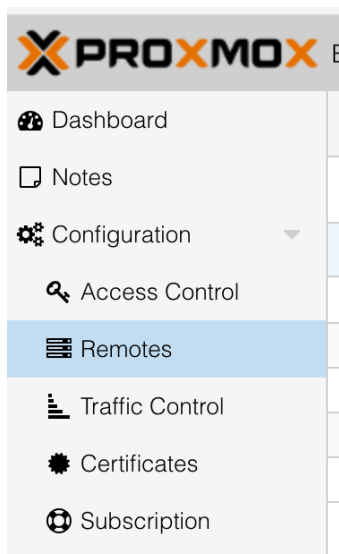 PROXMOX
Dashboard
Notes
Configuration
Access Control
Remotes
Traffic Control
Certificates
Subscription